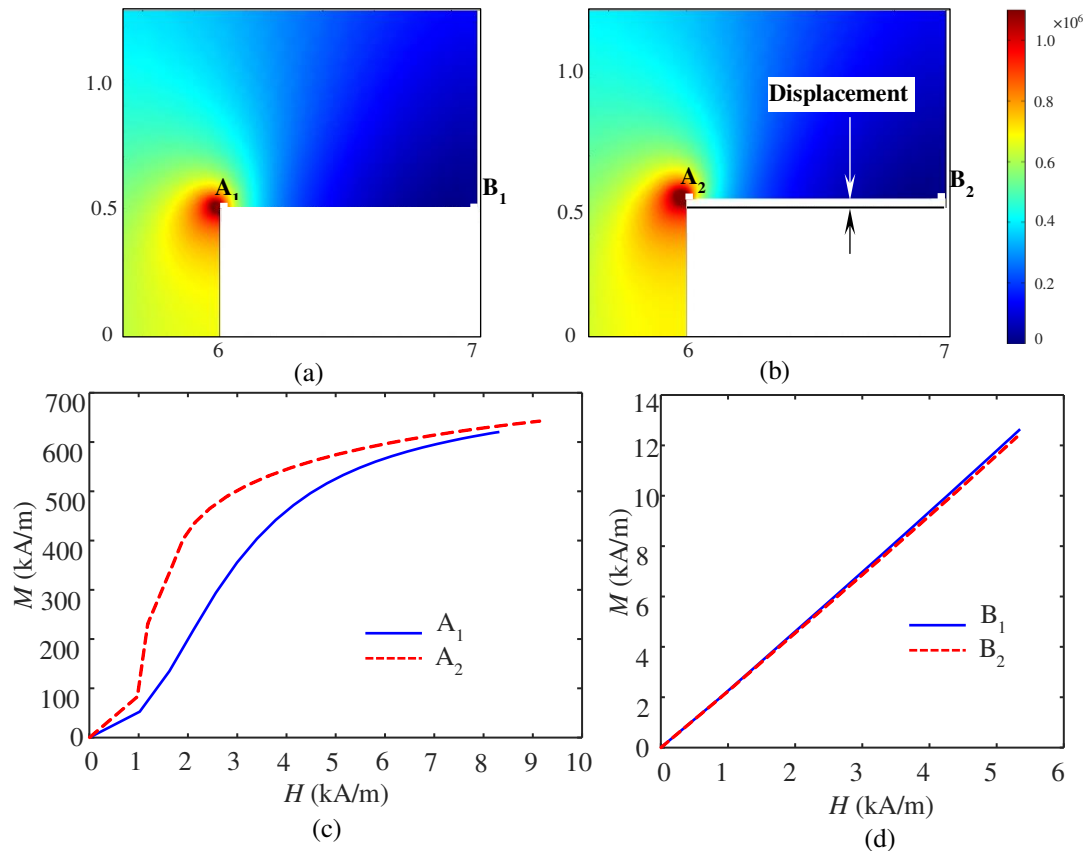 ×10⁶
1.0
0.5
0
A₁
B₁
6
7
(a)
1.0
0.5
0
Displacement
A₂
B₂
6
7
(b)
1.0
0.8
0.6
0.4
0.2
0
700
600
500
400
300
200
100
0
M (kA/m)
A₁
A₂
0 1 2 3 4 5 6 7 8 9 10
H (kA/m)
(c)
14
12
10
8
6
4
2
0
M (kA/m)
B₁
B₂
0 1 2 3 4 5 6
H (kA/m)
(d)